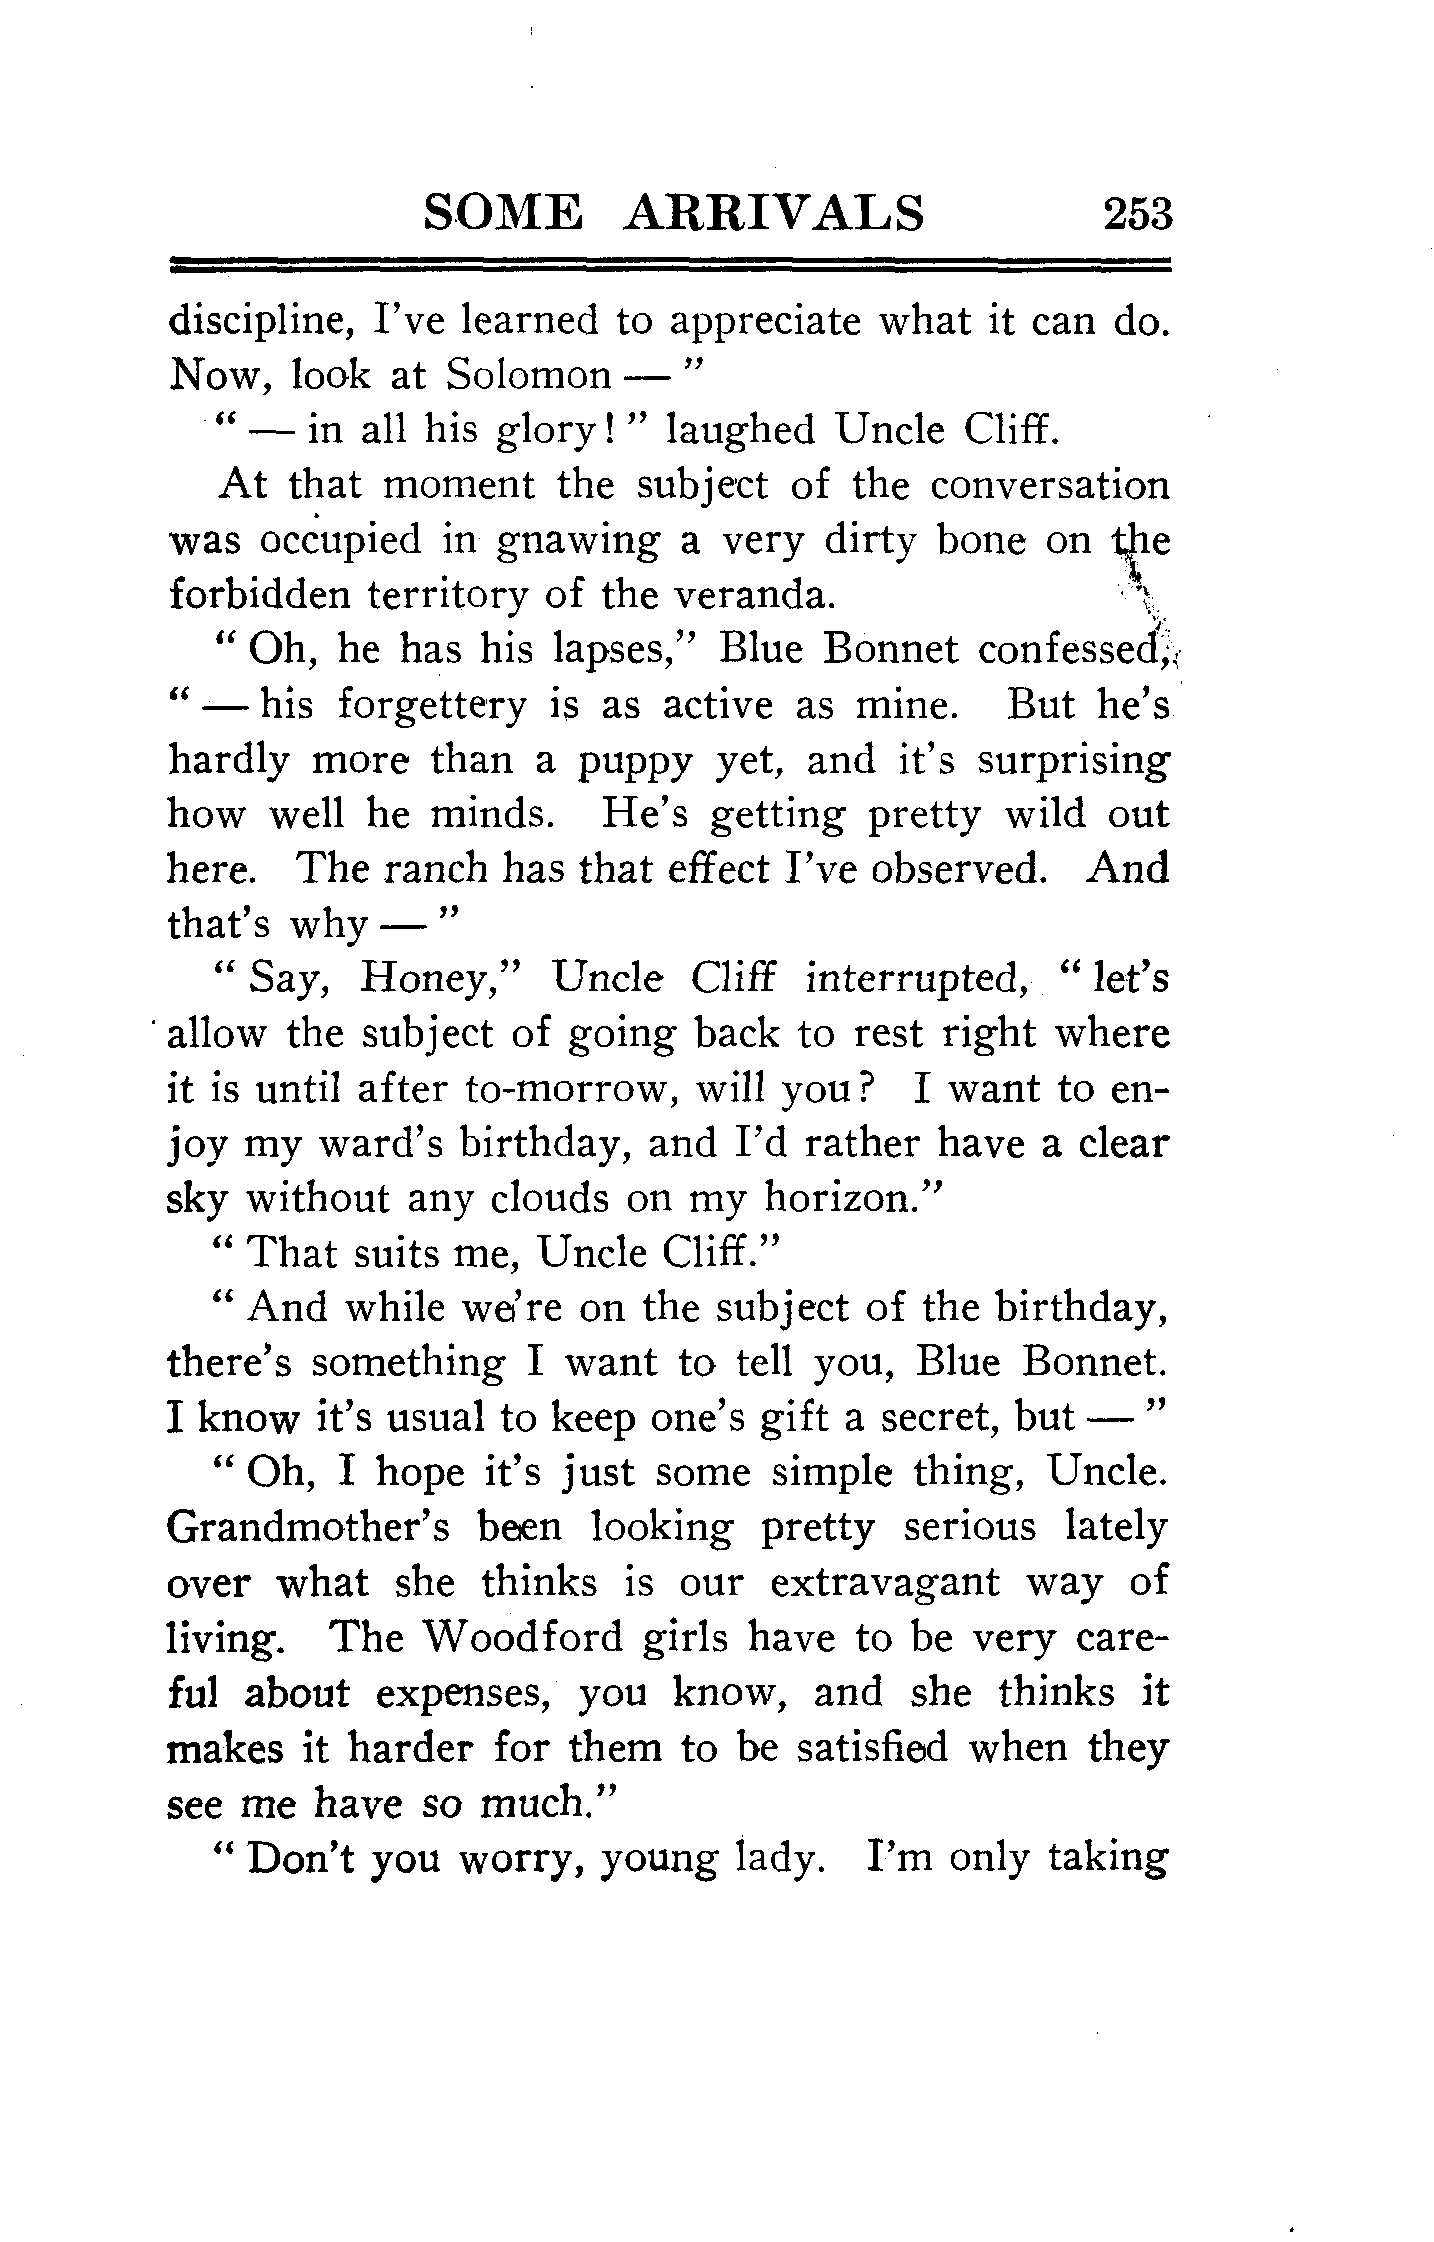 SOME ARRIVALS 253
discipline, I've learned to appreciate what it can do.
Now, look at Solomon — "
" — in all his glory! " laughed Uncle Cliff.
At that moment the subject of the conversation
was occupied in gnawing a very dirty bone on the
forbidden territory of the veranda.
" Oh, he has his lapses," Blue Bonnet confessed,
" — his forgettery is as active as mine. But he's
hardly more than a puppy yet, and it's surprising
how well he minds. He's getting pretty wild out
here. The ranch has that effect I've observed. And
that's why — "
" Say, Honey," Uncle Cliff interrupted, " let's
allow the subject of going back to rest right where
it is until after to-morrow, will you? I want to en-
joy my ward's birthday, and I'd rather have a clear
sky without any clouds on my horizon."
" That suits me, Uncle Cliff."
" And while we're on the subject of the birthday,
there's something I want to tell you, Blue Bonnet.
I know it's usual to keep one's gift a secret, but — "
" Oh, I hope it's just some simple thing, Uncle.
Grandmother's been looking pretty serious lately
over what she thinks is our extravagant way of
living. The Woodford girls have to be very care-
ful about expenses, you know, and she thinks it
makes it harder for them to be satisfied when they
see me have so much."
" Don't you worry, young lady. I'm only taking